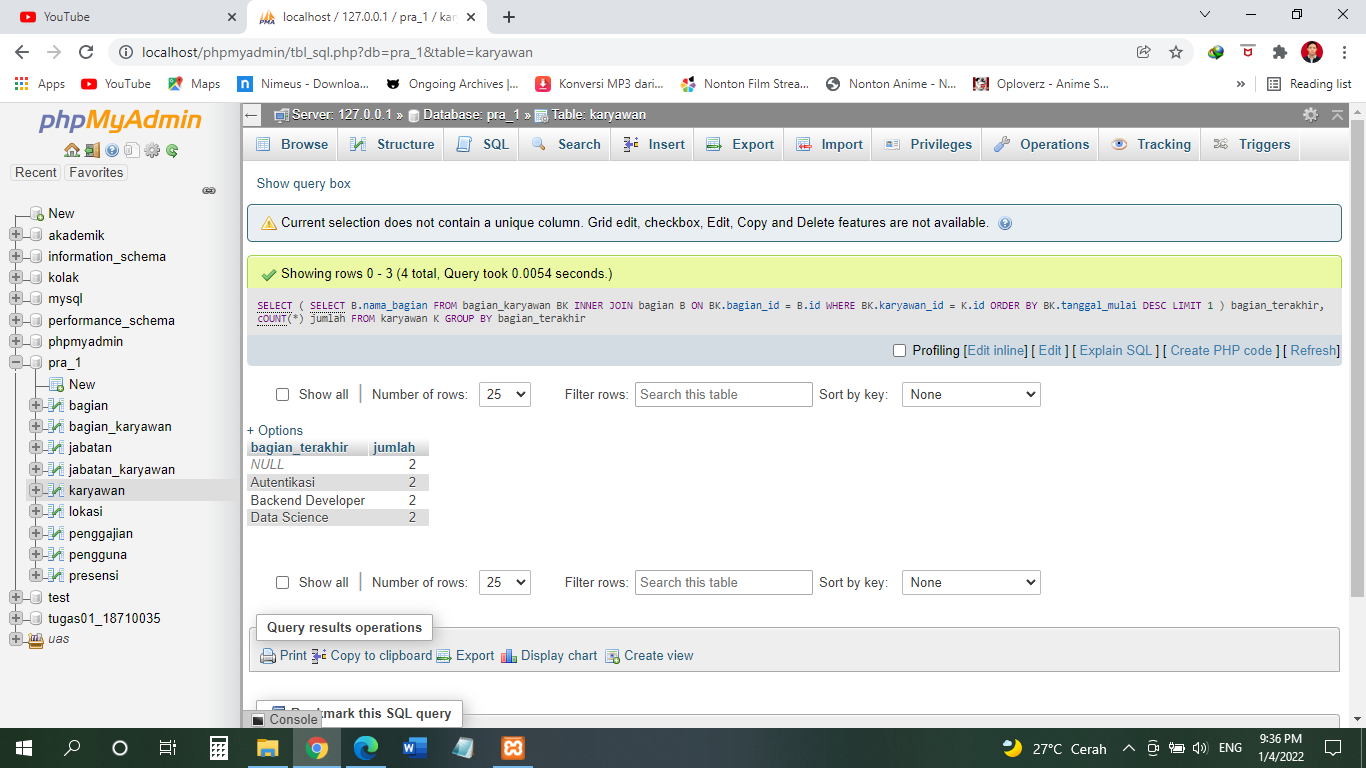 YouTube
localhost / 127.0.0.1 / pra_1 / kar
localhost/phpmyadmin/tbl_sql.php?db=pra_1&table=karyawan
Apps YouTube Maps Nimeus - Downloa... Ongoing Archives |... Konversi MP3 dari... Nonton Film Strea... Nonton Anime - N... Oploverz - Anime S... » Reading list
phpMyAdmin
Recent Favorites
New
akademik
information_schema
kolak
mysql
performance_schema
phpmyadmin
pra_1
New
bagian
bagian_karyawan
jabatan
jabatan_karyawan
karyawan
lokasi
penggajian
pengguna
presensi
test
tugas01_18710035
uas
Server: 127.0.0.1 » Database: pra_1 » Table: karyawan
Browse Structure SQL Search Insert Export Import Privileges Operations Tracking Triggers
Show query box
Current selection does not contain a unique column. Grid edit, checkbox, Edit, Copy and Delete features are not available.
Showing rows 0 - 3 (4 total, Query took 0.0054 seconds.)
SELECT ( SELECT B.nama_bagian FROM bagian_karyawan BK INNER JOIN bagian B ON BK.bagian_id = B.id WHERE BK.karyawan_id = K.id ORDER BY BK.tanggal_mulai DESC LIMIT 1 ) bagian_terakhir,
cOUNT(*) jumlah FROM karyawan K GROUP BY bagian_terakhir
Profiling [Edit inline] [ Edit ] [ Explain SQL ] [ Create PHP code ] [ Refresh]
Show all | Number of rows: 25 Filter rows: Search this table Sort by key: None
+ Options
bagian_terakhir jumlah
NULL 2
Autentikasi 2
Backend Developer 2
Data Science 2
Show all | Number of rows: 25 Filter rows: Search this table Sort by key: None
Query results operations
Print Copy to clipboard Export Display chart Create view
kmark this SQL query
Console
27°C Cerah ENG 9:36 PM
1/4/2022